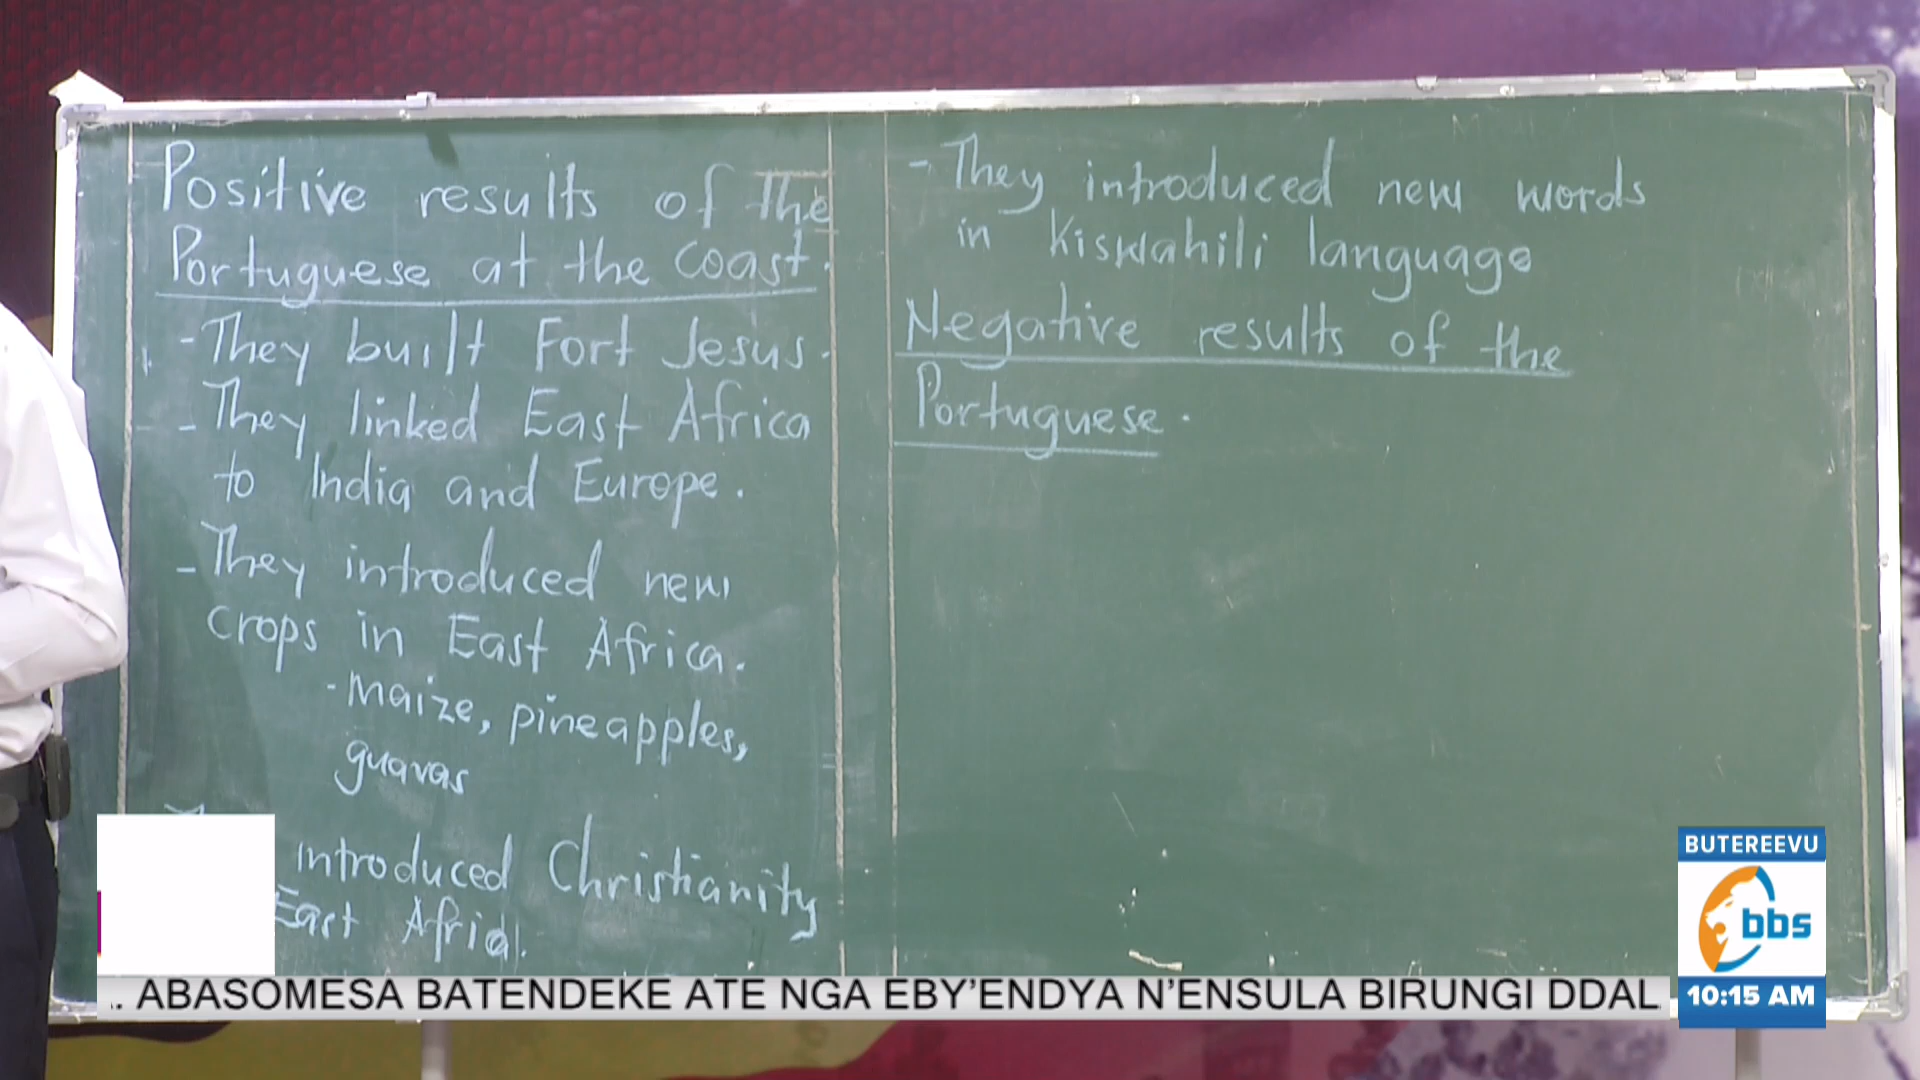 Positive results of the
Portuguese at the coast.
- They built Fort Jesus.
- They linked East Africa
to India and Europe.
- They introduced new
crops in East Africa.
- Maize, pineapples,
guavas
introduced Christianity
East Africa.
- They introduced new words
in Kiswahili language
Negative results of the
Portuguese.
BUTEREEVU
bbs
10:15 AM
. ABASOMESA BATENDEKE ATE NGA EBY'ENDYA N'ENSULA BIRUNGI DDAL